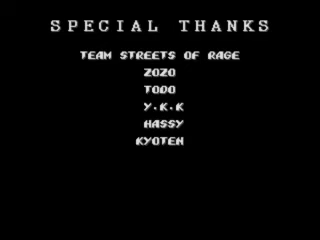 SPECIAL THANKS
TEAM STREETS OF RAGE
ZOZO
TODO
Y.K.K
HASSY
KYOTEN